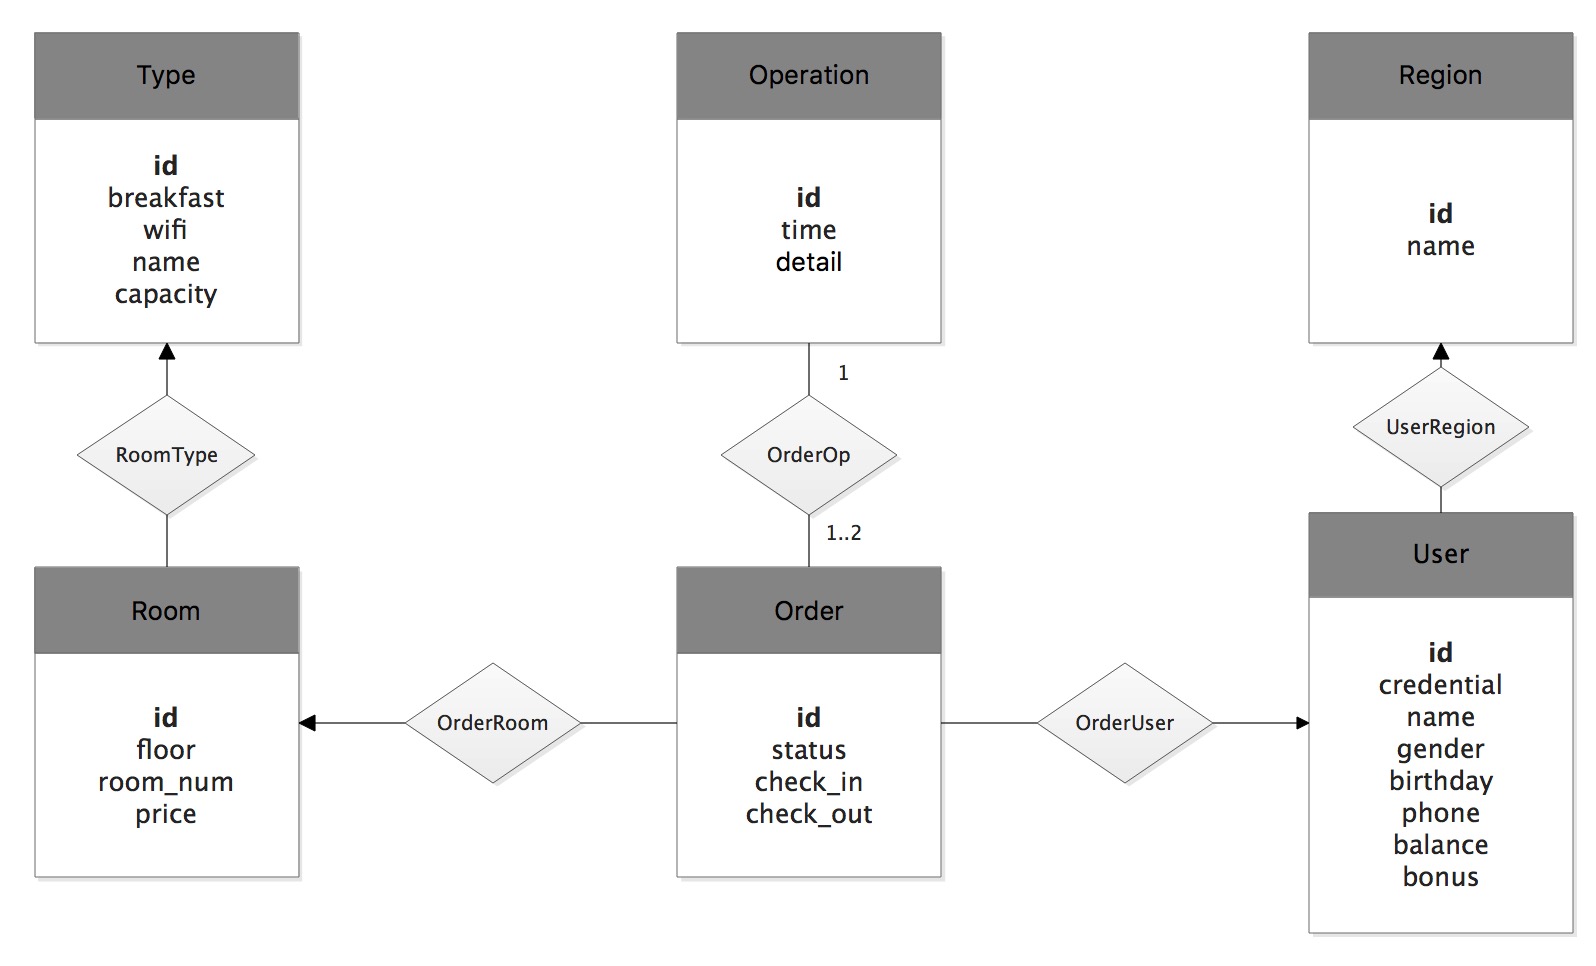 Type
id
breakfast
wifi
name
capacity
Operation
id
time
detail
Region
id
name
1
RoomType
OrderOp
UserRegion
1..2
Room
id
floor
room_num
price
OrderRoom
Order
id
status
check_in
check_out
OrderUser
User
id
credential
name
gender
birthday
phone
balance
bonus